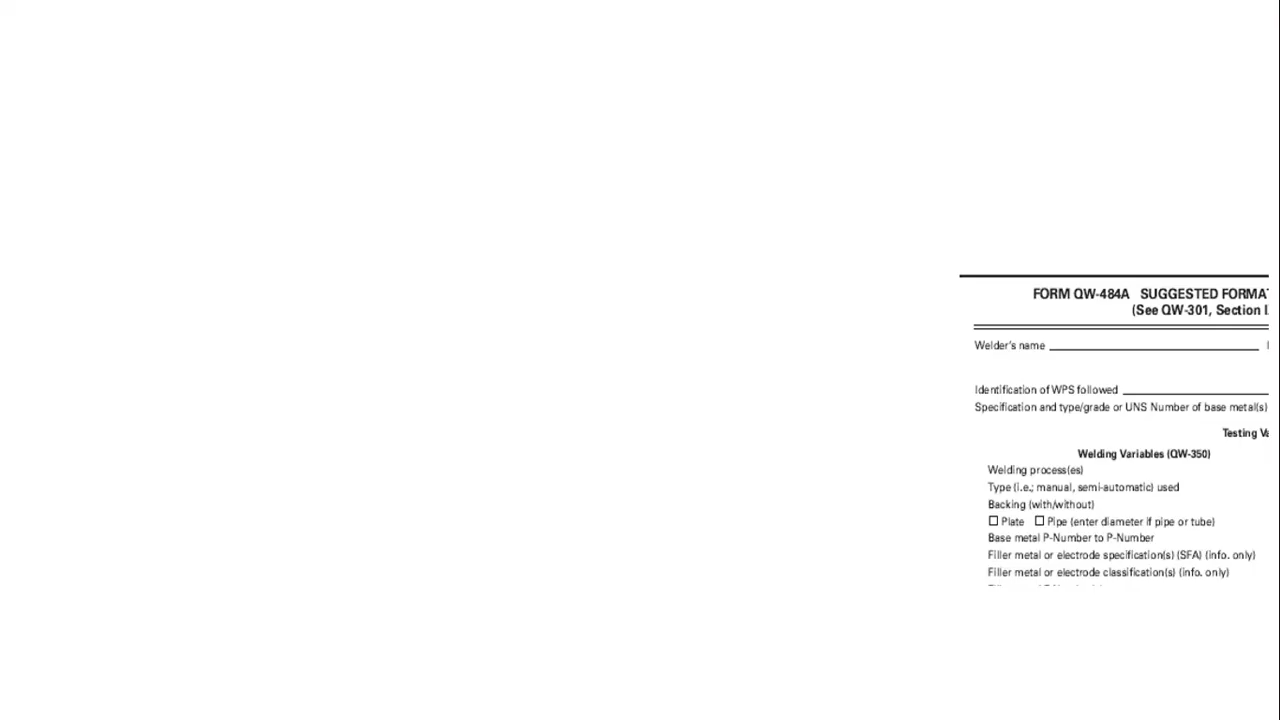 FORM QW-484A SUGGESTED FORMAT
(See QW-301, Section I
Welder's name
Identification of WPS followed
Specification and type/grade or UNS Number of base metal(s)
Testing Va
Welding Variables (QW-350)
Welding process(es)
Type (i.e.; manual, semi-automatic) used
Backing (with/without)
☐ Plate ☐ Pipe (enter diameter if pipe or tube)
Base metal P-Number to P-Number
Filler metal or electrode specification(s) (SFA) (info. only)
Filler metal or electrode classification(s) (info. only)